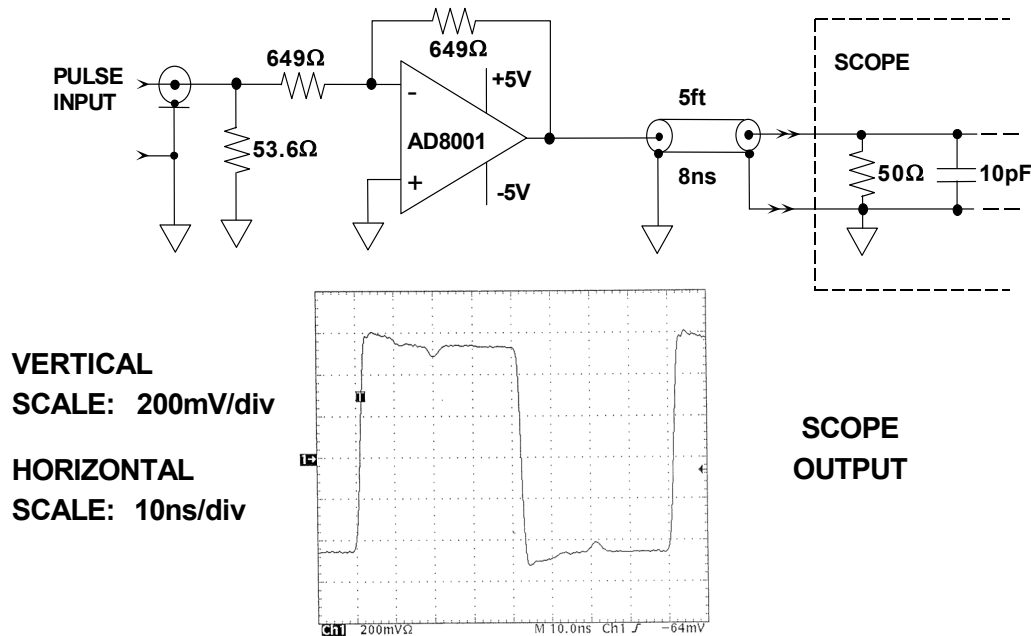 PULSE
INPUT
649Ω
649Ω
53.6Ω
-
+
AD8001
+5V
-5V
5ft
8ns
SCOPE
50Ω
10pF
VERTICAL
SCALE: 200mV/div
HORIZONTAL
SCALE: 10ns/div
T
1
SCOPE
OUTPUT
Ch1 200mVΩ M 10.0ns Ch1 ∫ -64mV